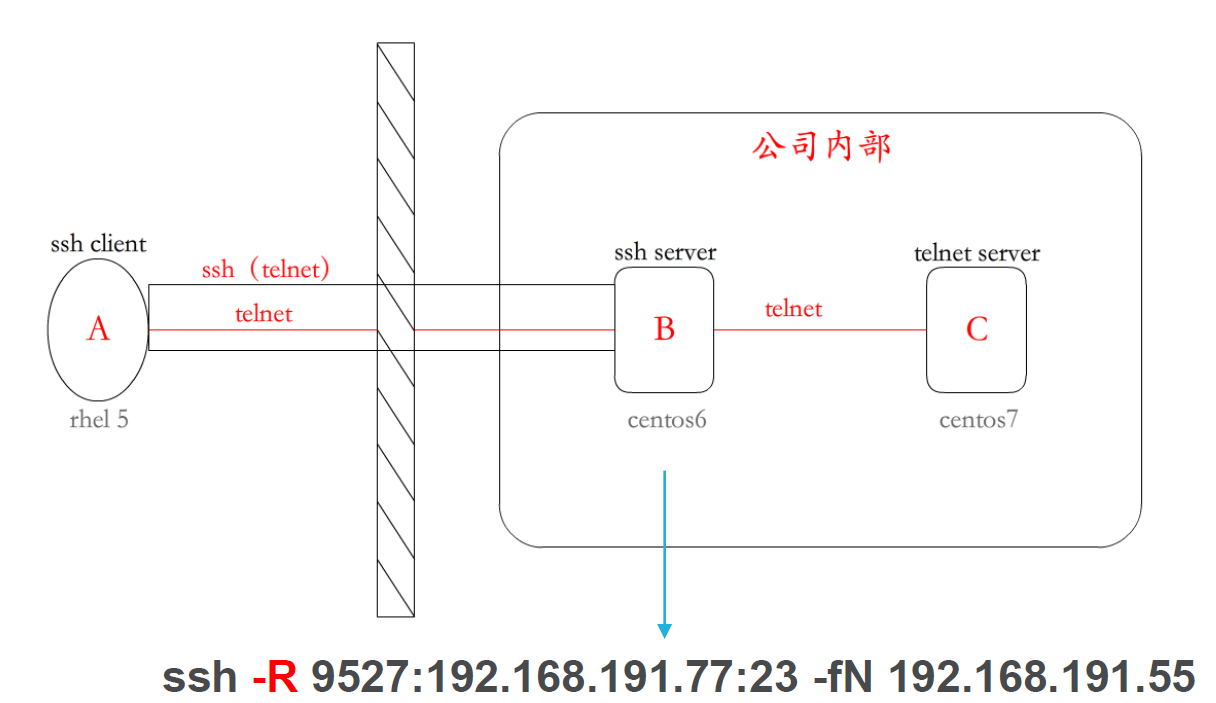 公司内部
ssh client
ssh server
telnet server
ssh（telnet）
telnet
telnet
A
B
C
rhel 5
centos6
centos7
ssh -R 9527:192.168.191.77:23 -fN 192.168.191.55